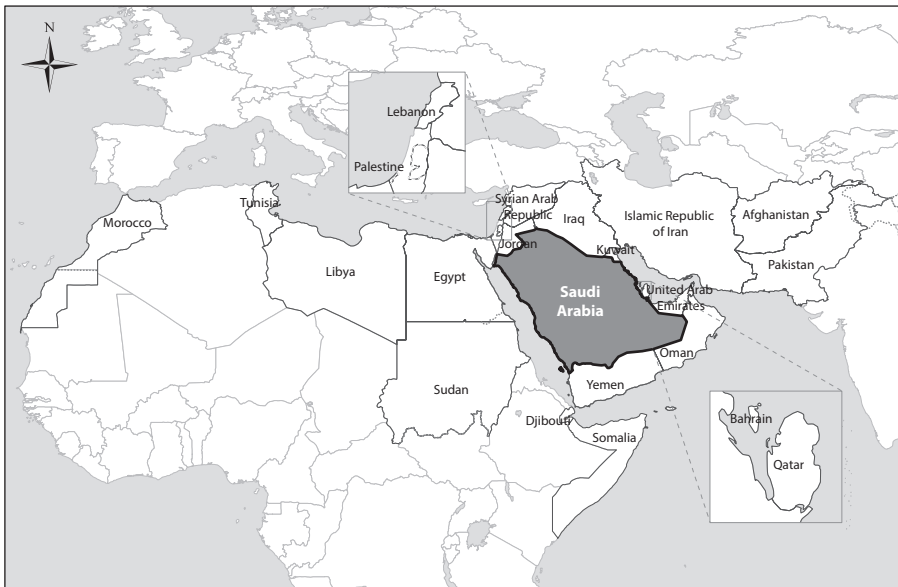 N
Lebanon
Palestine
Tunisia
Morocco
Syrian Arab
Republic
Iraq
Islamic Republic
of Iran
Afghanistan
Jordan
Kuwait
Pakistan
Libya
Egypt
Saudi
Arabia
United Arab
Emirates
Oman
Sudan
Yemen
Djibouti
Somalia
Bahrain
Qatar